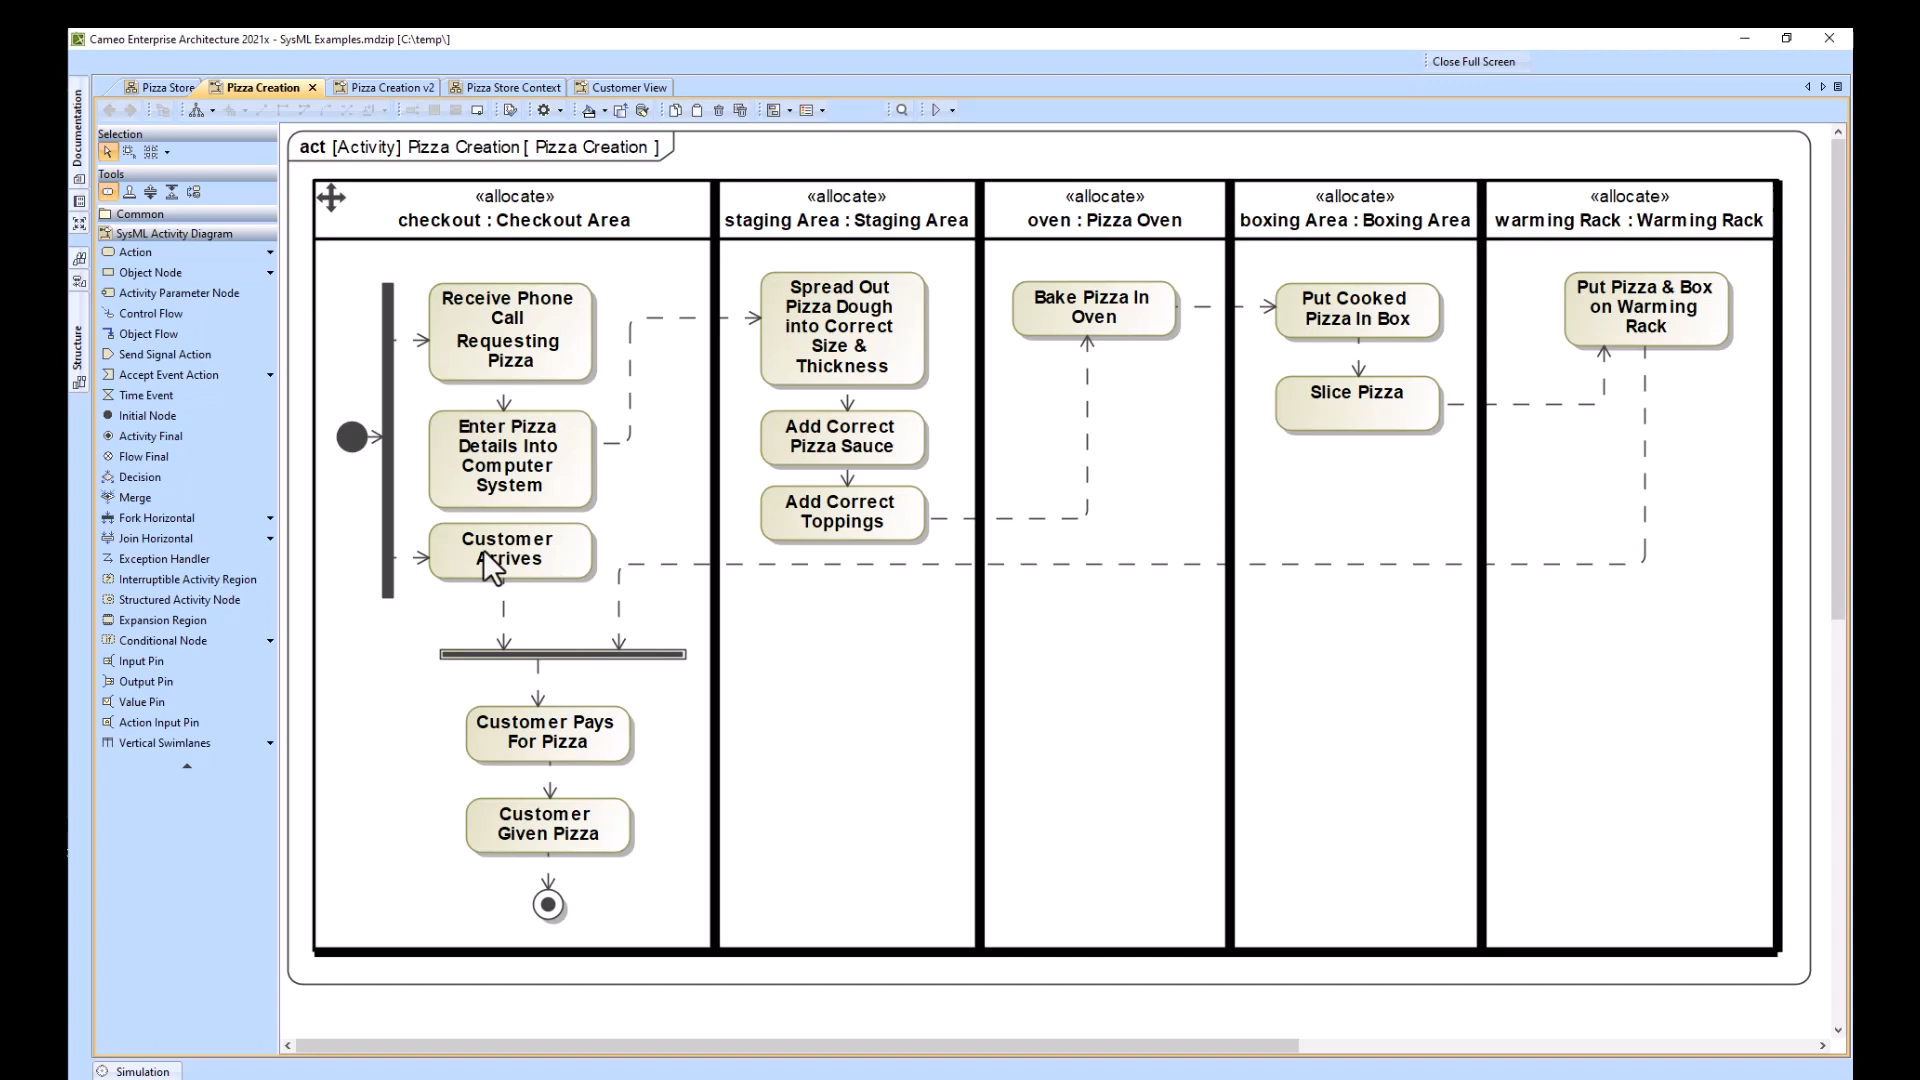 Cameo Enterprise Architecture 2021x - SysML Examples.mdzip [C:\temp\]
Close Full Screen
Pizza Store
Pizza Creation
Pizza Creation v2
Pizza Store Context
Customer View
Documentation
Structure
Selection
Tools
Common
SysML Activity Diagram
Action
Object Node
Activity Parameter Node
Control Flow
Object Flow
Send Signal Action
Accept Event Action
Time Event
Initial Node
Activity Final
Flow Final
Decision
Merge
Fork Horizontal
Join Horizontal
Exception Handler
Interruptible Activity Region
Structured Activity Node
Expansion Region
Conditional Node
Input Pin
Output Pin
Value Pin
Action Input Pin
Vertical Swimlanes
act [Activity] Pizza Creation [ Pizza Creation ]
«allocate»
checkout : Checkout Area
«allocate»
staging Area : Staging Area
«allocate»
oven : Pizza Oven
«allocate»
boxing Area : Boxing Area
«allocate»
warming Rack : Warming Rack
Receive Phone
Call
Requesting
Pizza
Enter Pizza
Details Into
Computer
System
Customer
Arrives
Customer Pays
For Pizza
Customer
Given Pizza
Spread Out
Pizza Dough
into Correct
Size &
Thickness
Add Correct
Pizza Sauce
Add Correct
Toppings
Bake Pizza In
Oven
Put Cooked
Pizza In Box
Slice Pizza
Put Pizza & Box
on Warming
Rack
Simulation